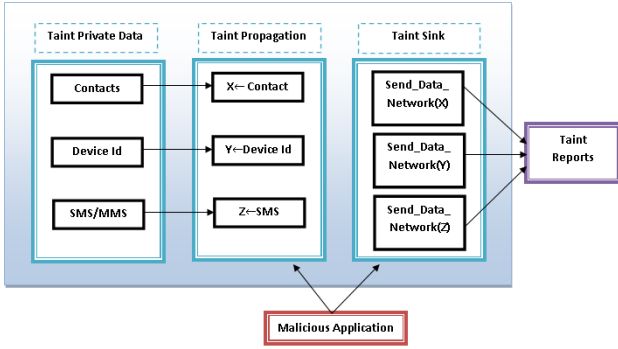 Taint Private Data
Taint Propagation
Taint Sink
Contacts
X← Contact
Send_Data_
Network(X)
Device Id
Y←Device Id
Send_Data_
Network(Y)
SMS/MMS
Z←SMS
Send_Data_
Network(Z)
Taint
Reports
Malicious Application